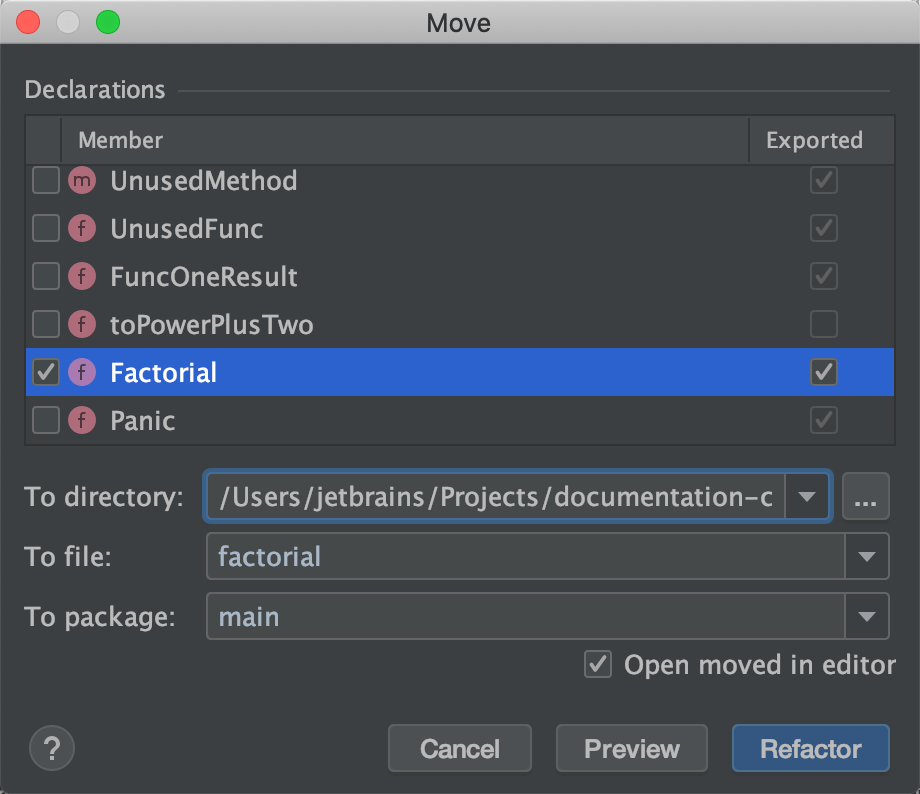 Move
Declarations
Member Exported
m UnusedMethod
f UnusedFunc
f FuncOneResult
f toPowerPlusTwo
f Factorial
f Panic
To directory: /Users/jetbrains/Projects/documentation-c ...
To file: factorial
To package: main
Open moved in editor
? Cancel Preview Refactor